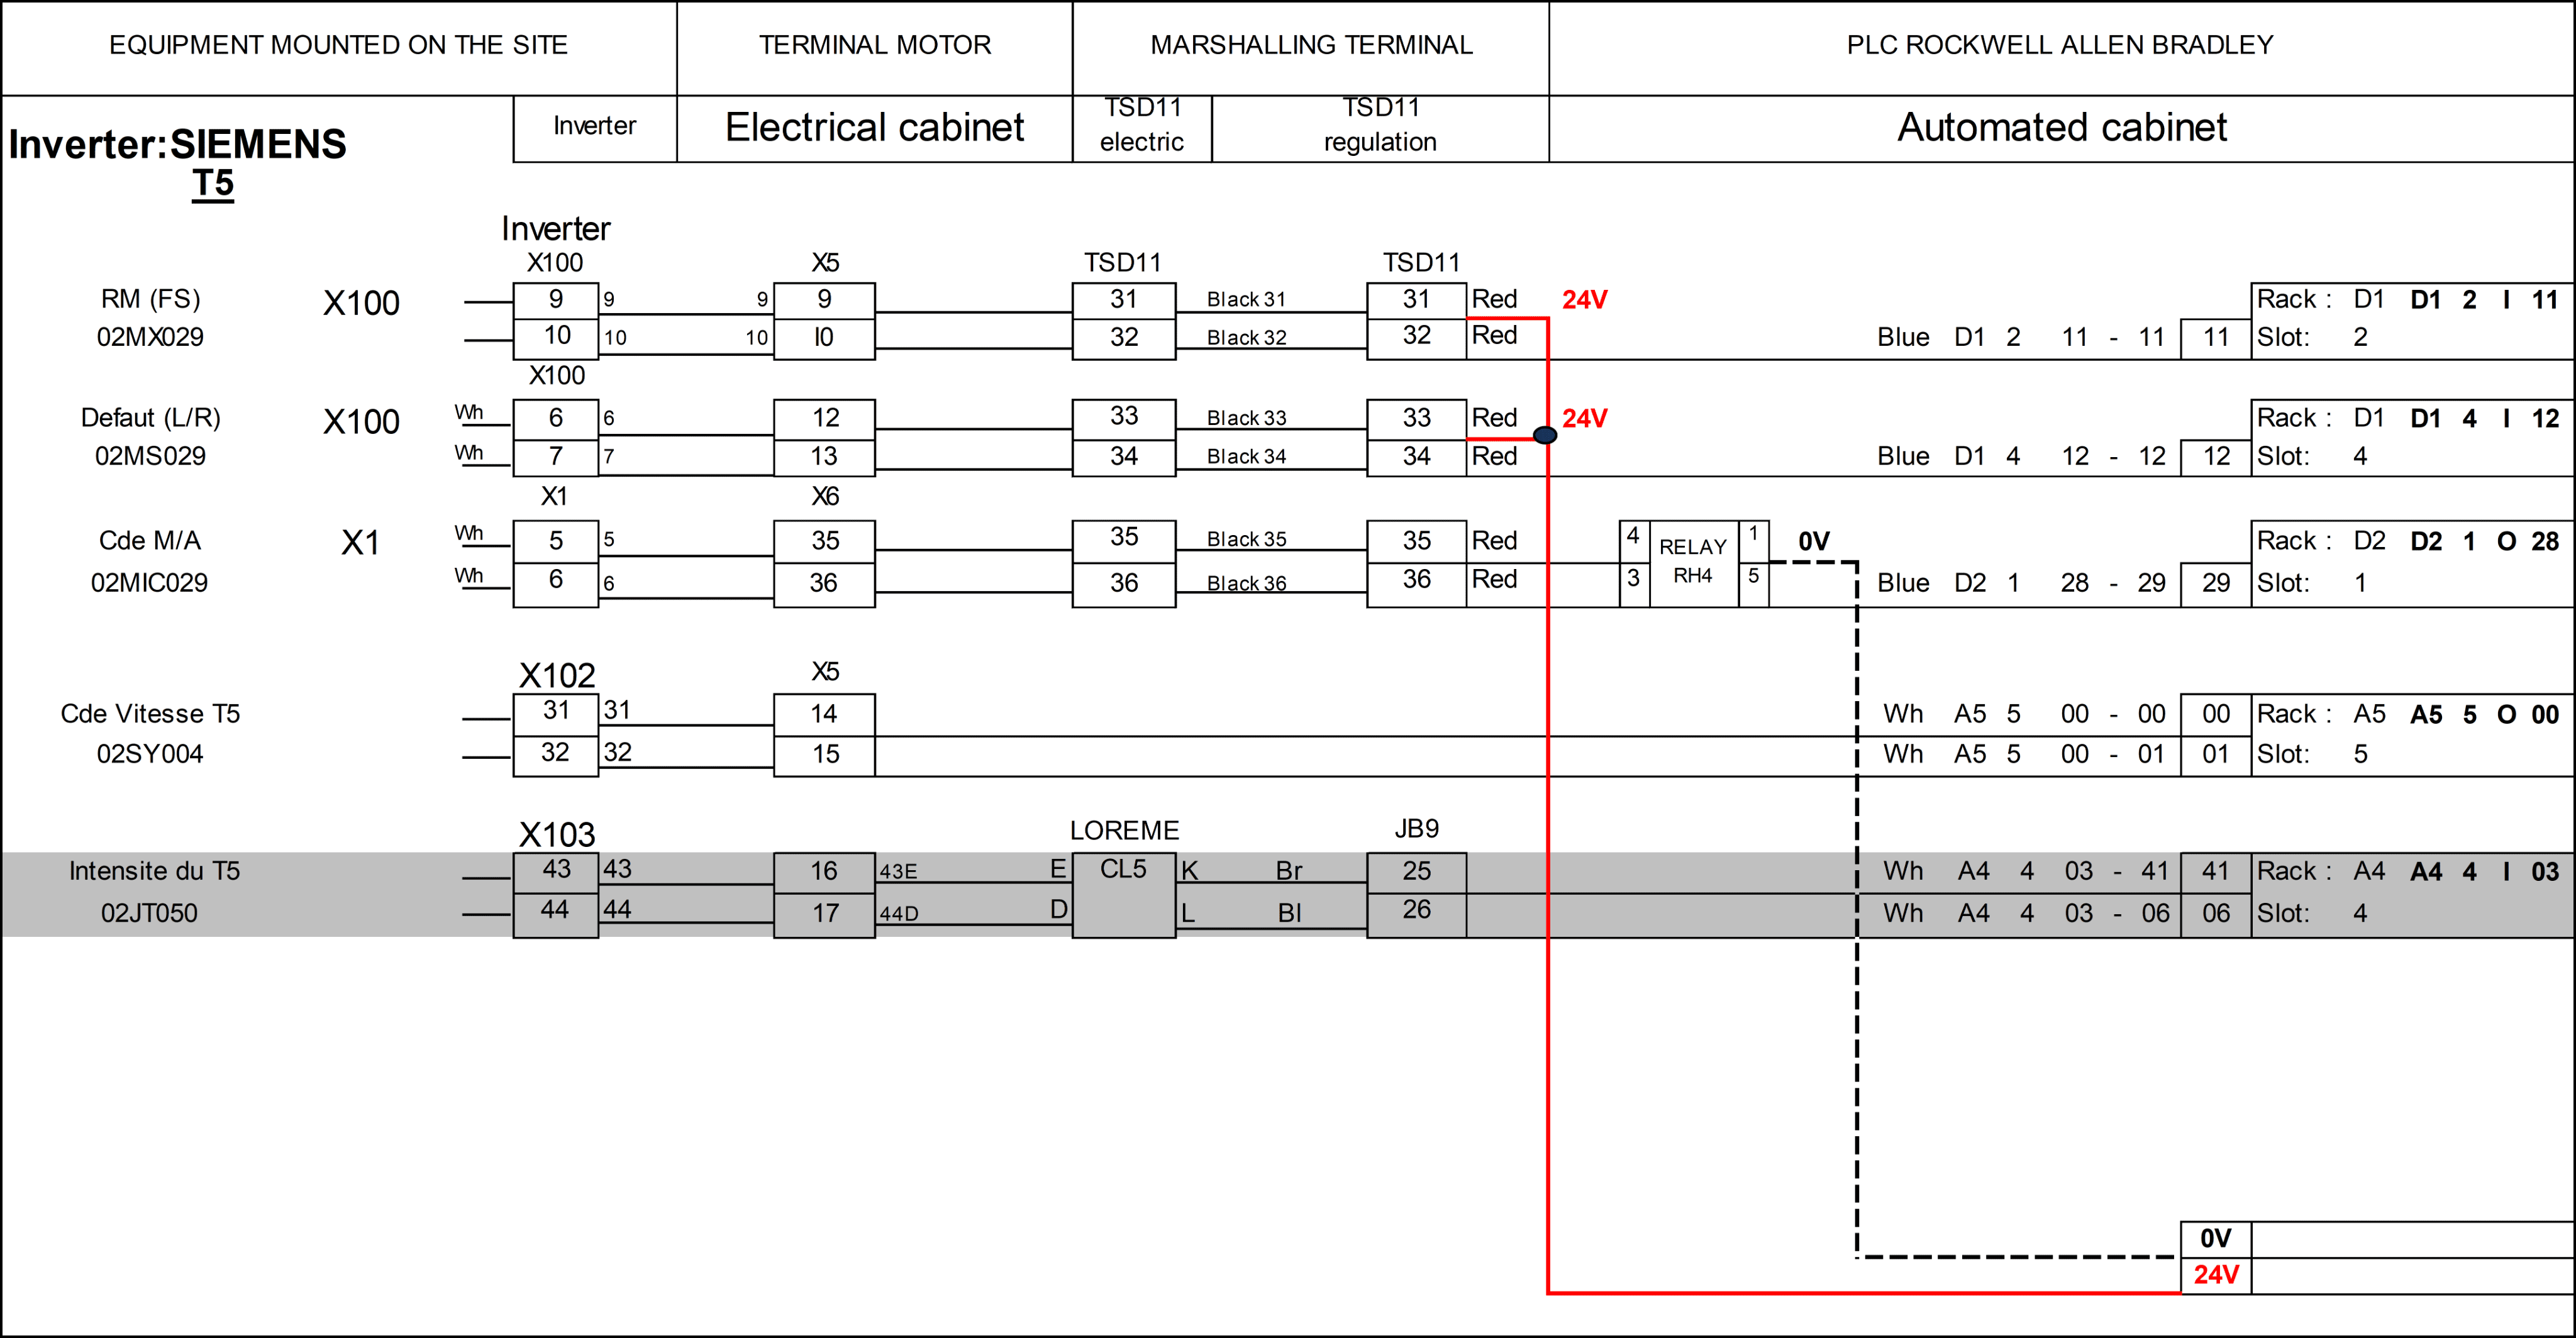 EQUIPMENT MOUNTED ON THE SITE TERMINAL MOTOR MARSHALLING TERMINAL PLC ROCKWELL ALLEN BRADLEY
Inverter:SIEMENS Inverter Electrical cabinet TSD11 electric TSD11 regulation Automated cabinet
T5
Inverter
X100 X5 TSD11 TSD11
RM (FS) X100 9 9 9 9 31 Black 31 31 Red 24V Rack : D1 D1 2 I 11
02MX029 10 10 10 I0 32 Black 32 32 Red Blue D1 2 11 - 11 11 Slot: 2
X100
Defaut (L/R) X100 Wh 6 6 12 33 Black 33 33 Red 24V Rack : D1 D1 4 I 12
02MS029 Wh 7 7 13 34 Black 34 34 Red Blue D1 4 12 - 12 12 Slot: 4
X1 X6
Cde M/A X1 Wh 5 5 35 35 Black 35 35 Red 4 RELAY 1 0V Rack : D2 D2 1 O 28
02MIC029 Wh 6 6 36 36 Black 36 36 Red 3 RH4 5 Blue D2 1 28 - 29 29 Slot: 1
X102 X5
Cde Vitesse T5 31 31 14 Wh A5 5 00 - 00 00 Rack : A5 A5 5 O 00
02SY004 32 32 15 Wh A5 5 00 - 01 01 Slot: 5
X103 LOREME JB9
Intensite du T5 43 43 16 43E E CL5 K Br 25 Wh A4 4 03 - 41 41 Rack : A4 A4 4 I 03
02JT050 44 44 17 44D D L Bl 26 Wh A4 4 03 - 06 06 Slot: 4
0V
24V